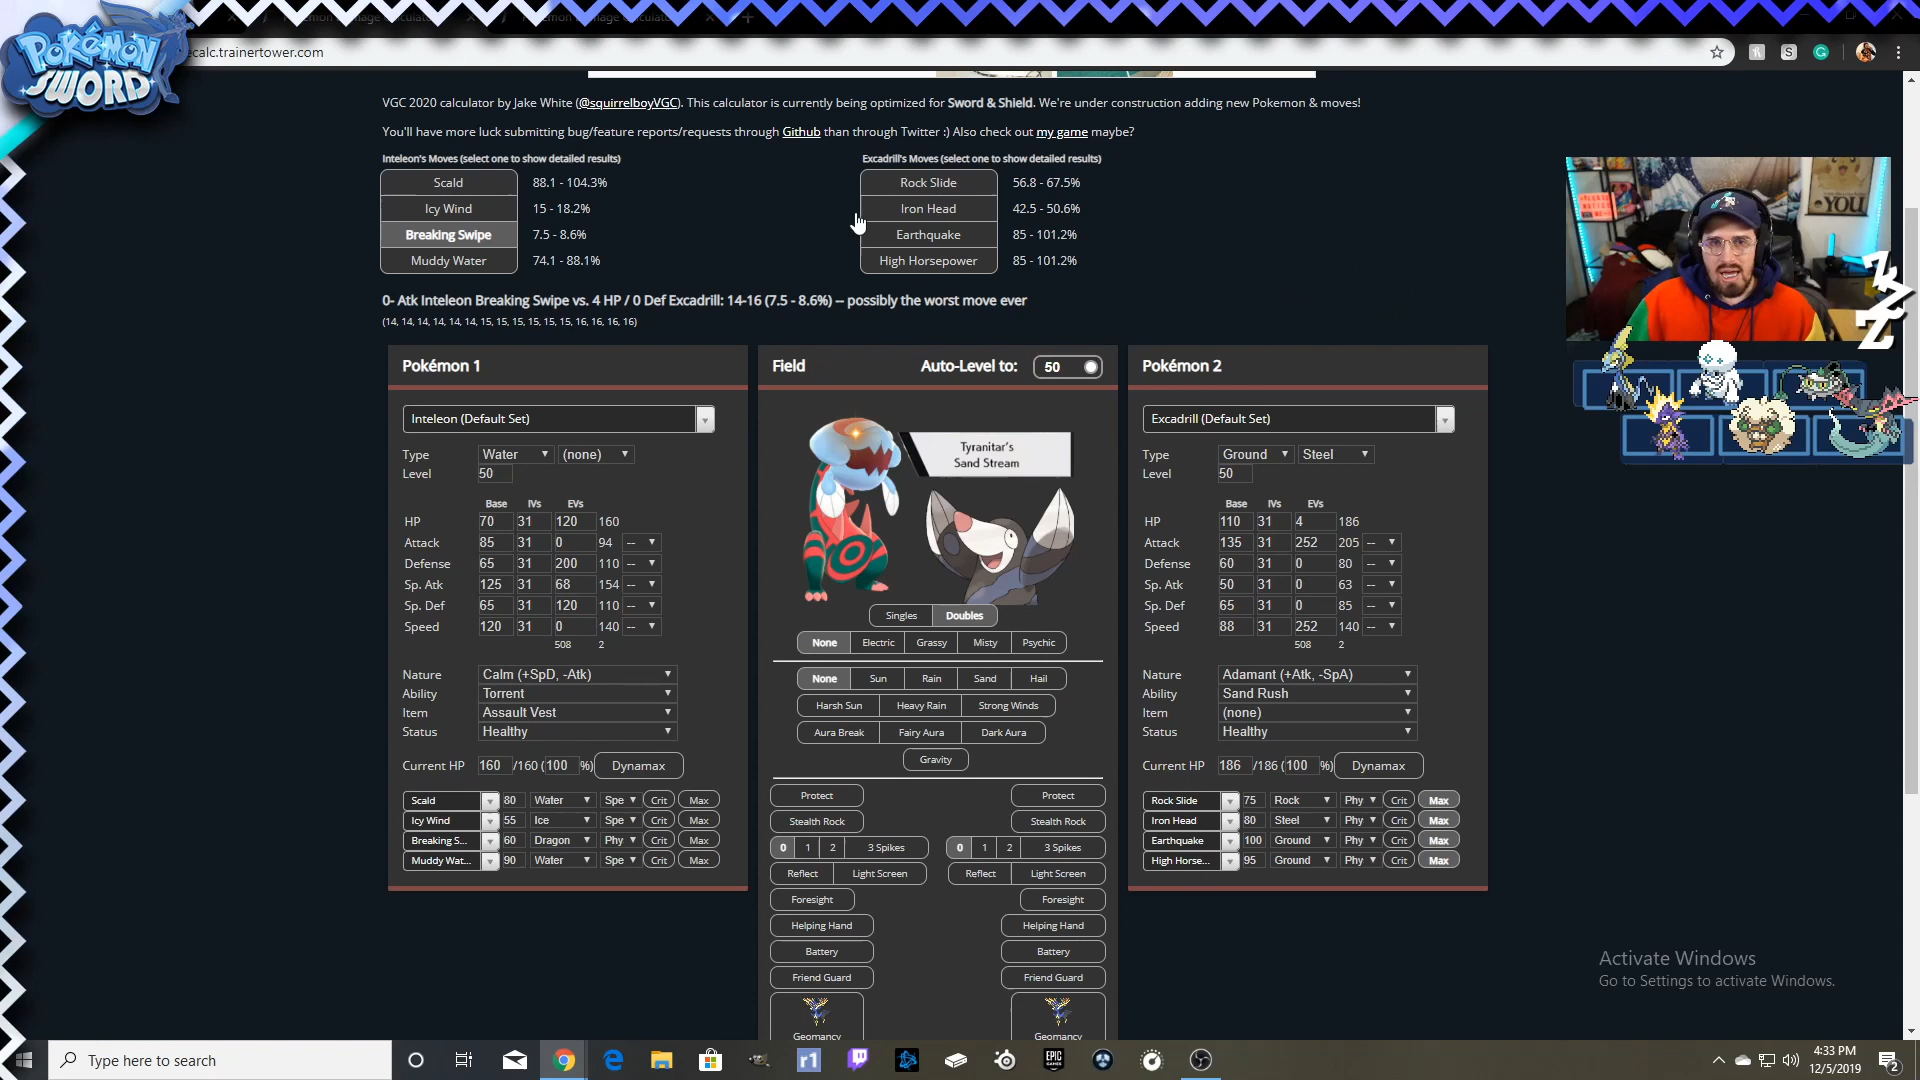 Pokémon
SWORD
ecalc.trainertower.com
VGC 2020 calculator by Jake White (@squirrelboyVGC). This calculator is currently being optimized for Sword & Shield. We're under construction adding new Pokemon & moves!
You'll have more luck submitting bug/feature reports/requests through Github than through Twitter :) Also check out my game maybe?
Inteleon's Moves (select one to show detailed results)
Scald 88.1 - 104.3%
Icy Wind 15 - 18.2%
Breaking Swipe 7.5 - 8.6%
Muddy Water 74.1 - 88.1%
Excadrill's Moves (select one to show detailed results)
Rock Slide 56.8 - 67.5%
Iron Head 42.5 - 50.6%
Earthquake 85 - 101.2%
High Horsepower 85 - 101.2%
0- Atk Inteleon Breaking Swipe vs. 4 HP / 0 Def Excadrill: 14-16 (7.5 - 8.6%) -- possibly the worst move ever
(14, 14, 14, 14, 14, 14, 15, 15, 15, 15, 15, 15, 16, 16, 16, 16)
Pokémon 1
Inteleon (Default Set)
Type Water (none)
Level 50
Base IVs EVs
HP 70 31 120 160
Attack 85 31 0 94 --
Defense 65 31 200 110 --
Sp. Atk 125 31 68 154 --
Sp. Def 65 31 120 110 --
Speed 120 31 0 140 --
508 2
Nature Calm (+SpD, -Atk)
Ability Torrent
Item Assault Vest
Status Healthy
Current HP 160 /160 (100 %) Dynamax
Scald 80 Water Spe Crit Max
Icy Wind 55 Ice Spe Crit Max
Breaking S... 60 Dragon Phy Crit Max
Muddy Wat... 90 Water Spe Crit Max
Field Auto-Level to: 50
Tyranitar's
Sand Stream
Singles Doubles
None Electric Grassy Misty Psychic
None Sun Rain Sand Hail
Harsh Sun Heavy Rain Strong Winds
Aura Break Fairy Aura Dark Aura
Gravity
Protect Protect
Stealth Rock Stealth Rock
0 1 2 3 Spikes 0 1 2 3 Spikes
Reflect Light Screen Reflect Light Screen
Foresight Foresight
Helping Hand Helping Hand
Battery Battery
Friend Guard Friend Guard
Geomancy Geomancy
Pokémon 2
Excadrill (Default Set)
Type Ground Steel
Level 50
Base IVs EVs
HP 110 31 4 186
Attack 135 31 252 205 --
Defense 60 31 0 80 --
Sp. Atk 50 31 0 63 --
Sp. Def 65 31 0 85 --
Speed 88 31 252 140 --
508 2
Nature Adamant (+Atk, -SpA)
Ability Sand Rush
Item (none)
Status Healthy
Current HP 186 /186 (100 %) Dynamax
Rock Slide 75 Rock Phy Crit Max
Iron Head 80 Steel Phy Crit Max
Earthquake 100 Ground Phy Crit Max
High Horse... 95 Ground Phy Crit Max
YOU
ZZZ
Activate Windows
Go to Settings to activate Windows.
Type here to search
r1
EPIC
GAMES
4:33 PM
12/5/2019
2